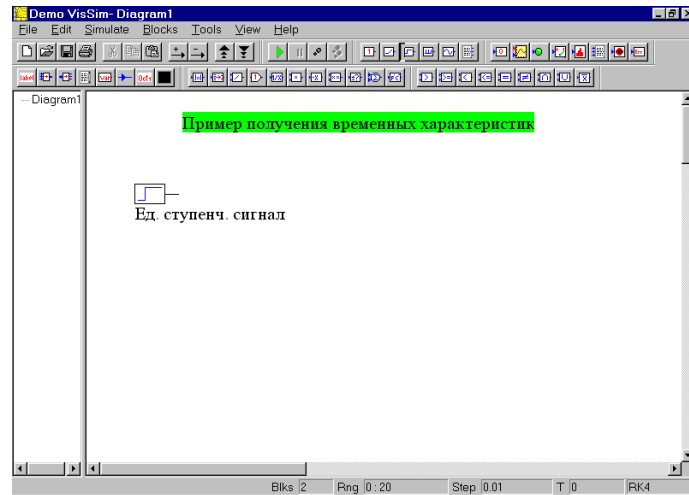 Demo VisSim- Diagram1
File Edit Simulate Blocks Tools View Help
label
Diagram1
Пример получения временных характеристик
Ед. ступенч. сигнал
Blks 2 Rng 0:20 Step 0.01 T 0 RK4